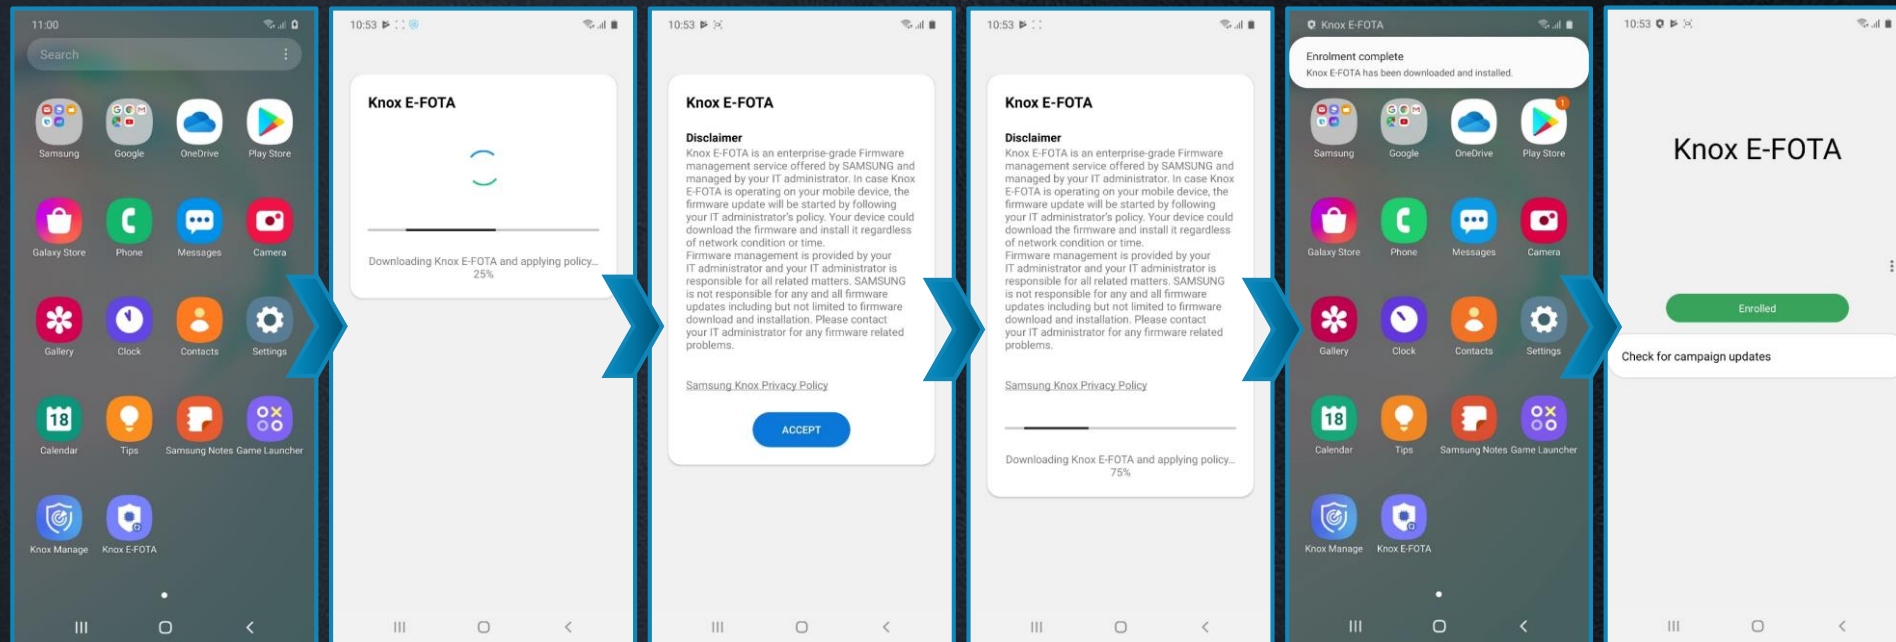 11:00
Search
Samsung
Google
OneDrive
Play Store
Galaxy Store
Phone
Messages
Camera
Gallery
Clock
Contacts
Settings
18
Calendar
Tips
Samsung Notes
Game Launcher
Knox Manage
Knox E-FOTA
10:53
Knox E-FOTA
Downloading Knox E-FOTA and applying policy...
25%
10:53
Knox E-FOTA
Disclaimer
Knox E-FOTA is an enterprise-grade Firmware
management service offered by SAMSUNG and
managed by your IT administrator. In case Knox
E-FOTA is operating on your mobile device, the
firmware update will be started by following
your IT administrator's policy. Your device could
download the firmware and install it regardless
of network condition or time.
Firmware management is provided by your
IT administrator and your IT administrator is
responsible for all related matters. SAMSUNG
is not responsible for any and all firmware
updates including but not limited to firmware
download and installation. Please contact
your IT administrator for any firmware related
problems.
Samsung Knox Privacy Policy
ACCEPT
10:53
Knox E-FOTA
Disclaimer
Knox E-FOTA is an enterprise-grade Firmware
management service offered by SAMSUNG and
managed by your IT administrator. In case Knox
E-FOTA is operating on your mobile device, the
firmware update will be started by following
your IT administrator's policy. Your device could
download the firmware and install it regardless
of network condition or time.
Firmware management is provided by your
IT administrator and your IT administrator is
responsible for all related matters. SAMSUNG
is not responsible for any and all firmware
updates including but not limited to firmware
download and installation. Please contact
your IT administrator for any firmware related
problems.
Samsung Knox Privacy Policy
Downloading Knox E-FOTA and applying policy...
75%
Knox E-FOTA
Enrolment complete
Knox E-FOTA has been downloaded and installed.
1
Samsung
Google
OneDrive
Play Store
Galaxy Store
Phone
Messages
Camera
Gallery
Clock
Contacts
Settings
18
Calendar
Tips
Samsung Notes
Game Launcher
Knox Manage
Knox E-FOTA
10:53
Knox E-FOTA
Enrolled
Check for campaign updates